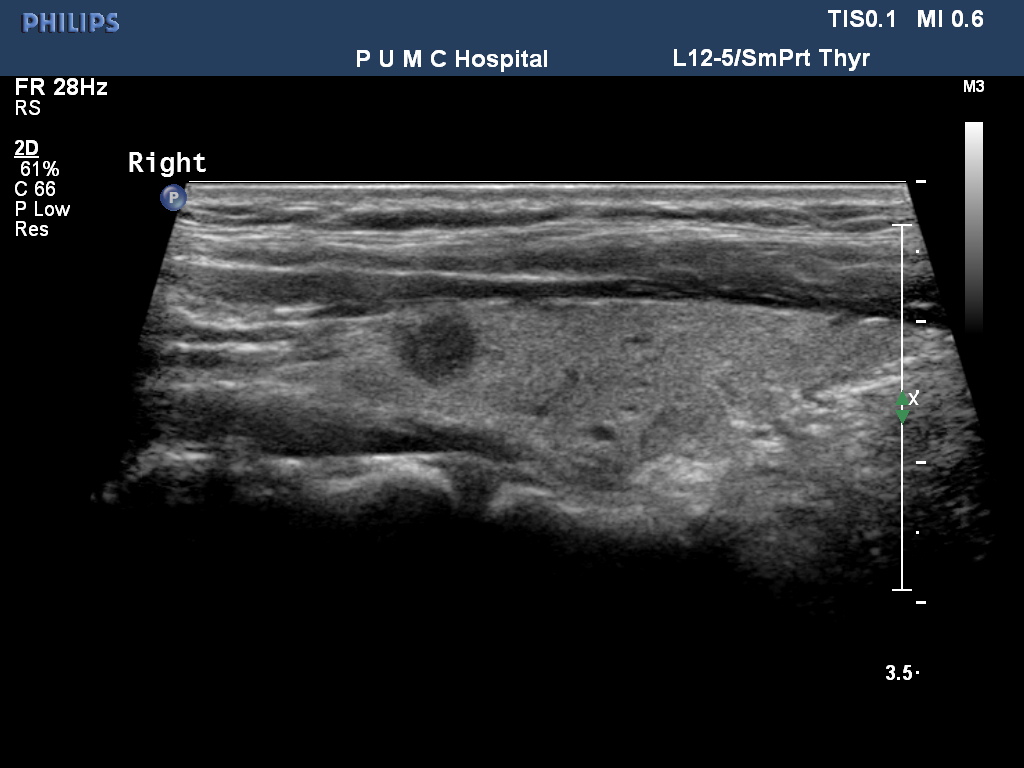 PHILIPS
TIS0.1 MI 0.6
P U M C Hospital
L12-5/SmPrt Thyr
FR 28Hz
RS
M3
2D
61%
C 66
P Low
Res
Right
P
X
3.5